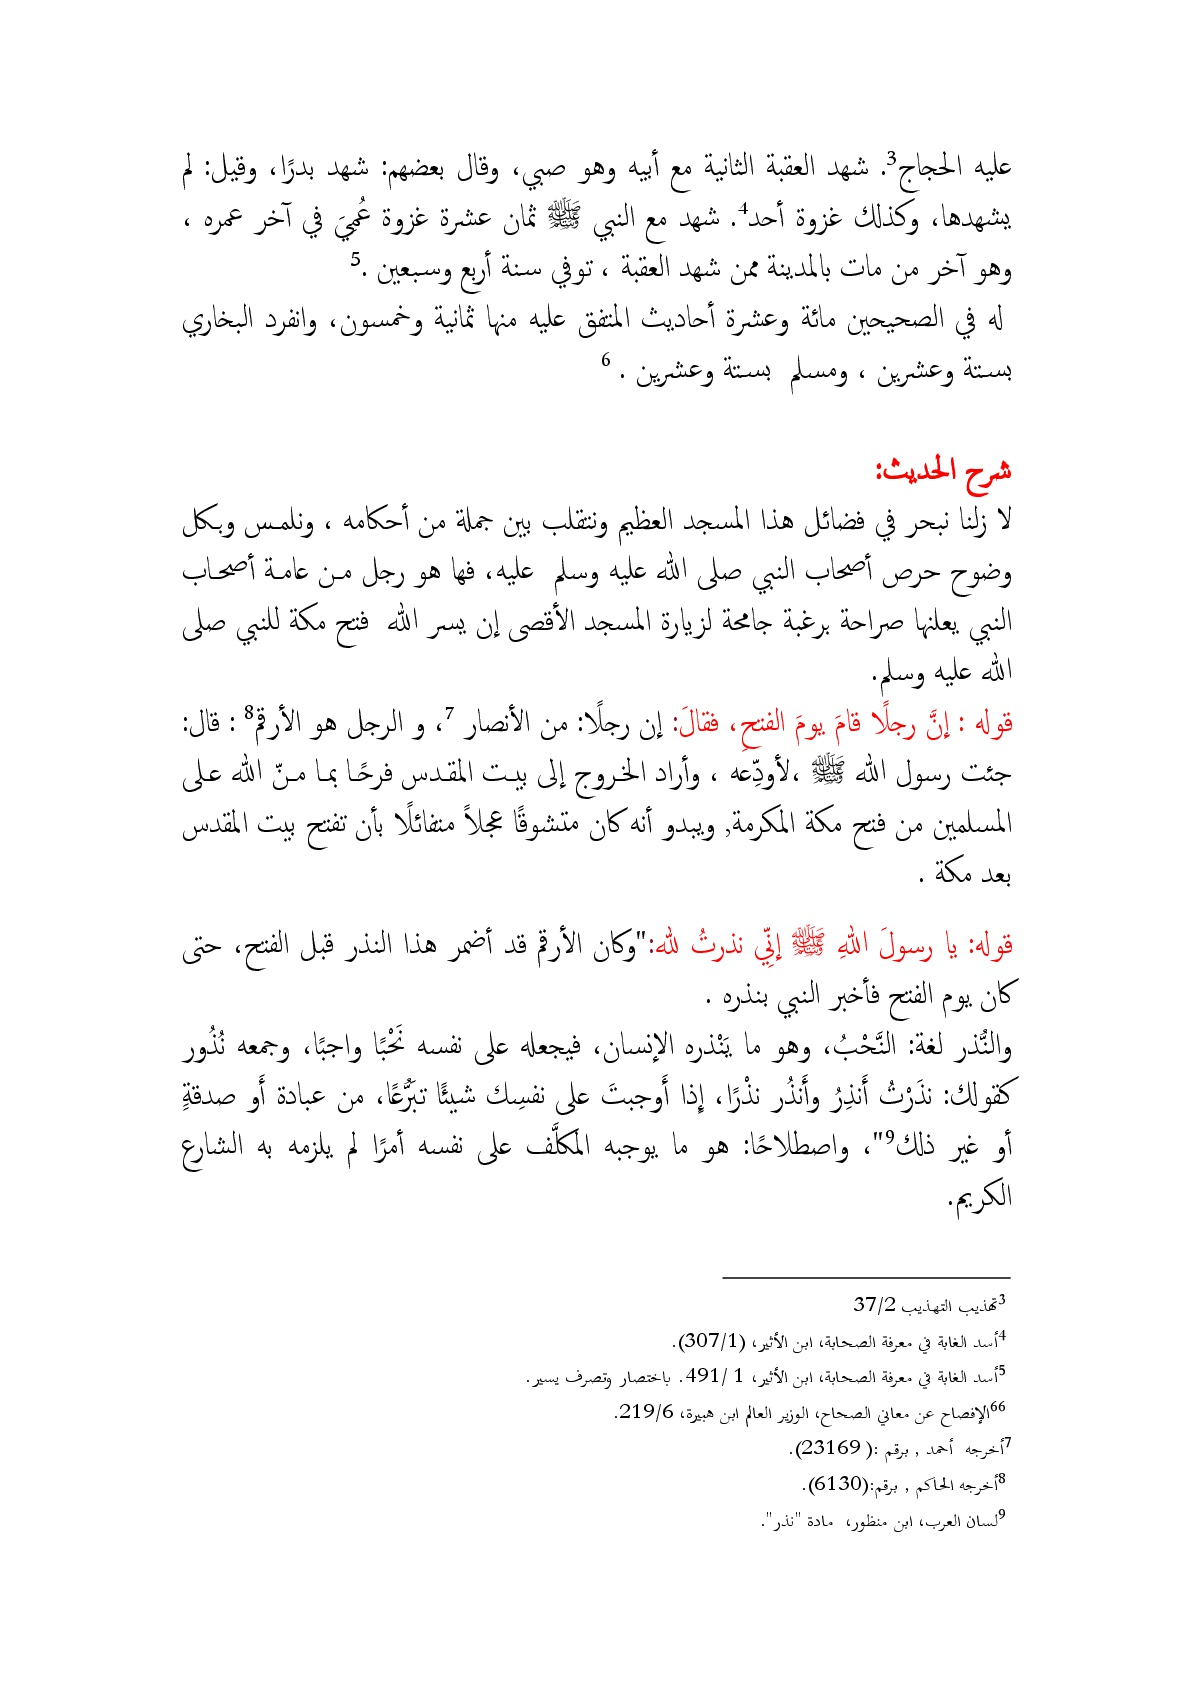 عليه الحجاج3. شهد العقبة الثانية مع أبيه وهو صبي، وقال بعضهم: شهد بدرًا، وقيل: لم
يشهدها، وكذلك غزوة أحد4. شهد مع النبي ﷺ ثمان عشرة غزوة عُمِيَ في آخر عمره ،
وهو آخر من مات بالمدينة ممن شهد العقبة ، توفي سنة أربع وسبعين .5
له في الصحيحين مائة وعشرة أحاديث المتفق عليه منها ثمانية وخمسون، وانفرد البخاري
بستة وعشرين ، ومسلم بستة وعشرين . 6
شرح الحديث:
لا زلنا نبحر في فضائل هذا المسجد العظيم ونتقلب بين جملة من أحكامه ، ونلمس وبكل
وضوح حرص أصحاب النبي صلى الله عليه وسلم عليه، فها هو رجل من عامة أصحاب
النبي يعلنها صراحة برغبة جامحة لزيارة المسجد الأقصى إن يسر الله فتح مكة للنبي صلى
الله عليه وسلم.
قوله : إنَّ رجلًا قامَ يومَ الفتحِ، فقالَ: إن رجلًا: من الأنصار 7، و الرجل هو الأرقم8 : قال:
جئت رسول الله ﷺ ،لأودِّعه ، وأراد الخروج إلى بيت المقدس فرحًا بما منّ الله على
المسلمين من فتح مكة المكرمة, ويبدو أنه كان متشوقًا عجلاً متفائلًا بأن تفتح بيت المقدس
بعد مكة .
قوله: يا رسولَ اللهِ ﷺ إنِّي نذرتُ لله:"وكان الأرقم قد أضمر هذا النذر قبل الفتح، حتى
كان يوم الفتح فأخبر النبي بنذره .
والنُّذر لغة: النَّحْبُ، وهو ما يَنْذره الإنسان، فيجعله على نفسه نَحْبًا واجبًا، وجمعه نُذُور
كقولك: نذَرْتُ أَنذِرُ وأَنذُر نذْرًا، إِذا أَوجبتَ على نفسِك شيئًا تبرُّعًا، من عبادة أَو صدقةٍ
أو غير ذلك9"، واصطلاحًا: هو ما يوجبه المكلَّف على نفسه أمرًا لم يلزمه به الشارع
الكريم.
3تهذيب التهذيب 37/2
4أسد الغابة في معرفة الصحابة، ابن الأثير، (307/1).
5أسد الغابة في معرفة الصحابة، ابن الأثير، 1 /491. باختصار وتصرف يسير.
66الإفصاح عن معاني الصحاح، الوزير العالم ابن هبيرة، 219/6.
7أخرجه أحمد , برقم :( 23169).
8أخرجه الحاكم , برقم:(6130).
9لسان العرب، ابن منظور، مادة "نذر".